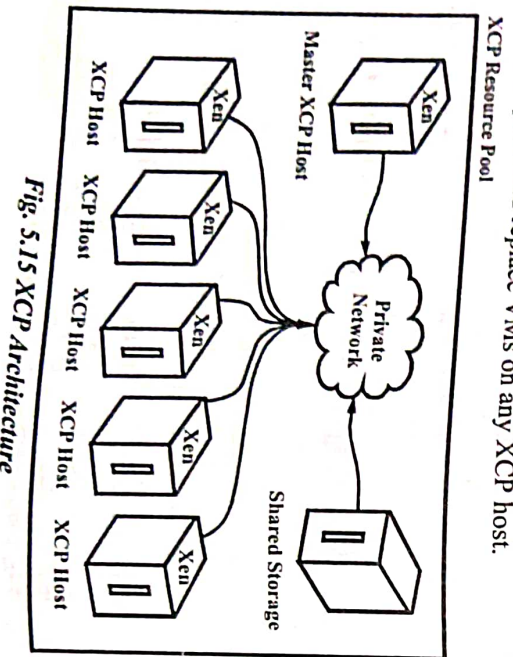 replace VMs on any XCP host.
XCP Resource Pool
Xen
Master XCP Host
Private
Network
Shared Storage
Xen
XCP Host
Xen
XCP Host
Xen
XCP Host
Xen
XCP Host
Xen
XCP Host
Fig. 5.15 XCP Architecture